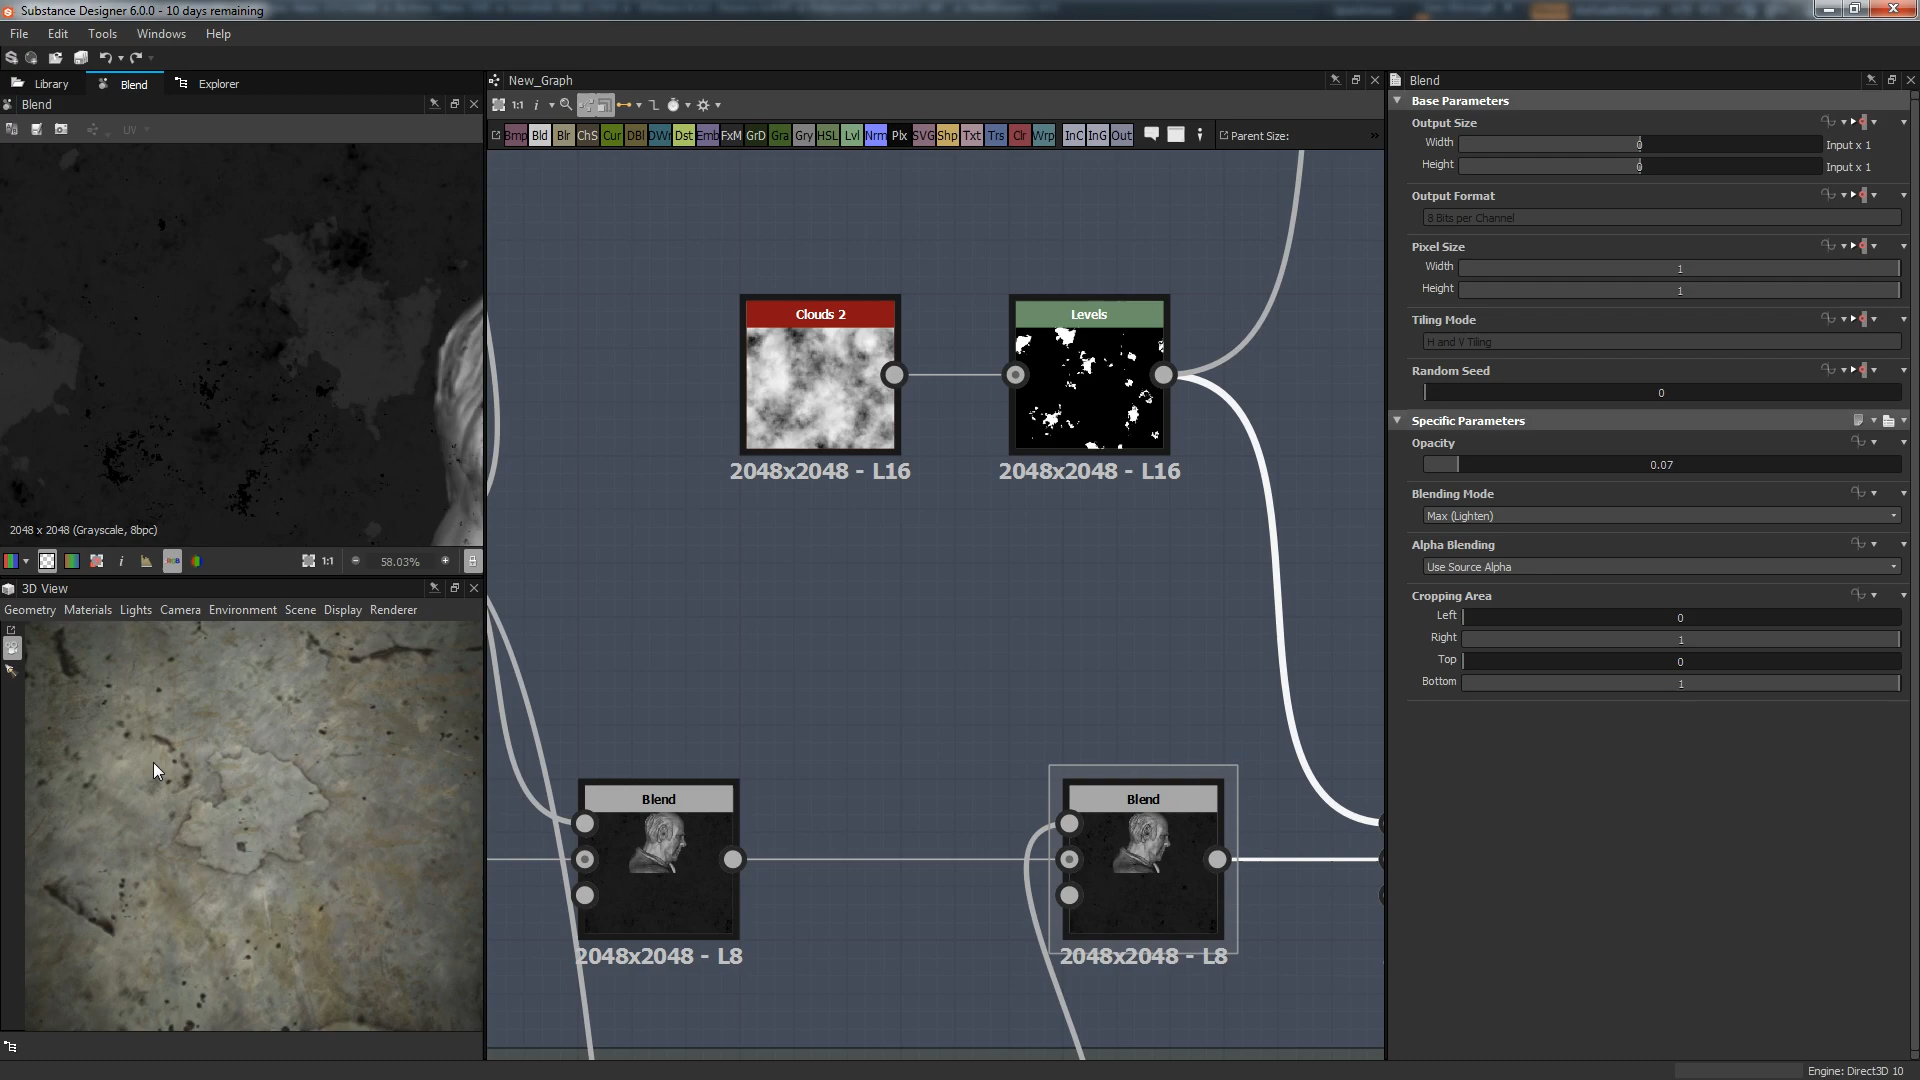 Substance Designer 6.0.0 - 10 days remaining
File Edit Tools Windows Help
Library Blend Explorer
Blend
UV
2048 x 2048 (Grayscale, 8bpc)
1:1 58.03%
3D View
Geometry Materials Lights Camera Environment Scene Display Renderer
New_Graph
1:1
Bmp Bld Blr ChS Cur DBl DWr Dst Emb FxM GrD Gra Gry HSL Lvl Nrm Plx SVG Shp Txt Trs Clr Wrp InC InG Out Parent Size:
Clouds 2
2048x2048 - L16
Levels
2048x2048 - L16
Blend
2048x2048 - L8
Blend
2048x2048 - L8
Blend
Base Parameters
Output Size
Width 0 Input x 1
Height 0 Input x 1
Output Format
8 Bits per Channel
Pixel Size
Width 1
Height 1
Tiling Mode
H and V Tiling
Random Seed
0
Specific Parameters
Opacity
0.07
Blending Mode
Max (Lighten)
Alpha Blending
Use Source Alpha
Cropping Area
Left 0
Right 1
Top 0
Bottom 1
Engine: Direct3D 10